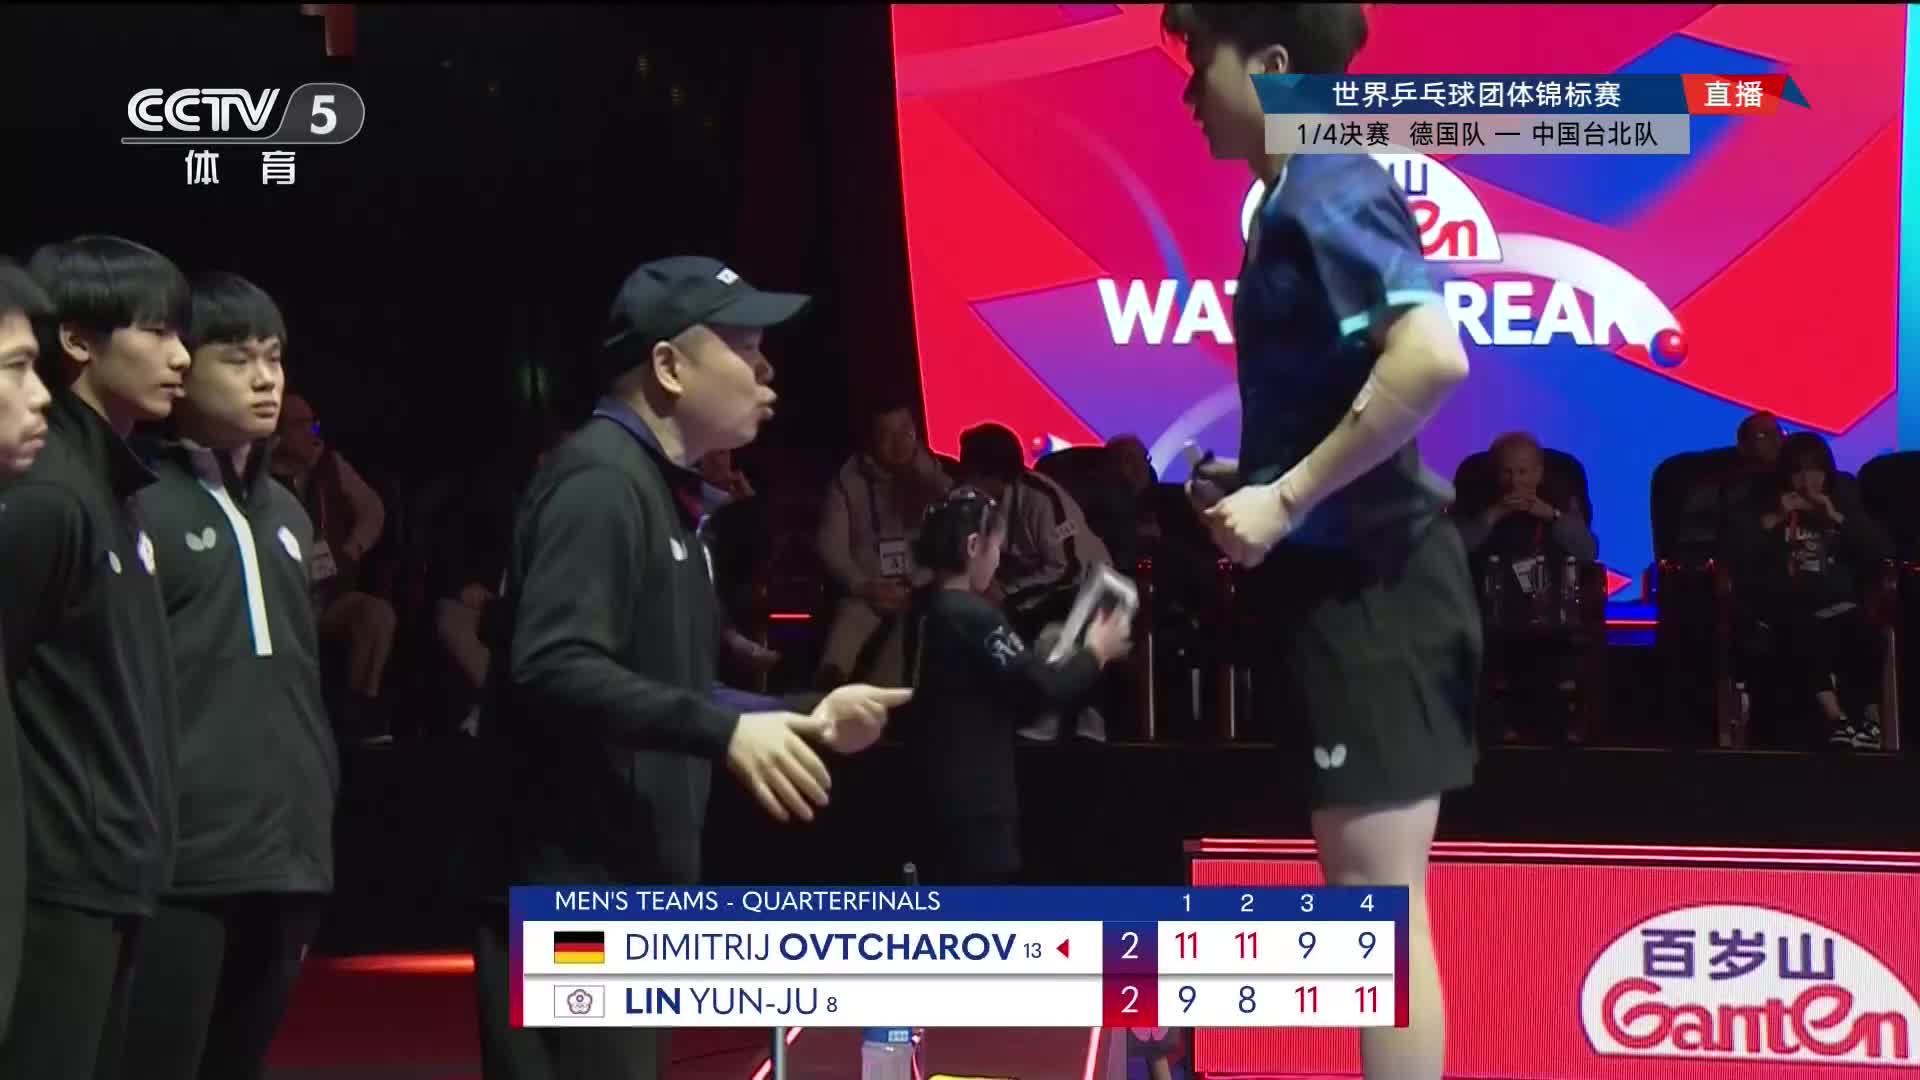 CCTV 5
体 育
世界乒乓球团体锦标赛 直播
1/4决赛 德国队 — 中国台北队
MEN'S TEAMS - QUARTERFINALS 1 2 3 4
DIMITRIJ OVTCHAROV 13 2 11 11 9 9
LIN YUN-JU 8 2 9 8 11 11
百岁山
Ganten